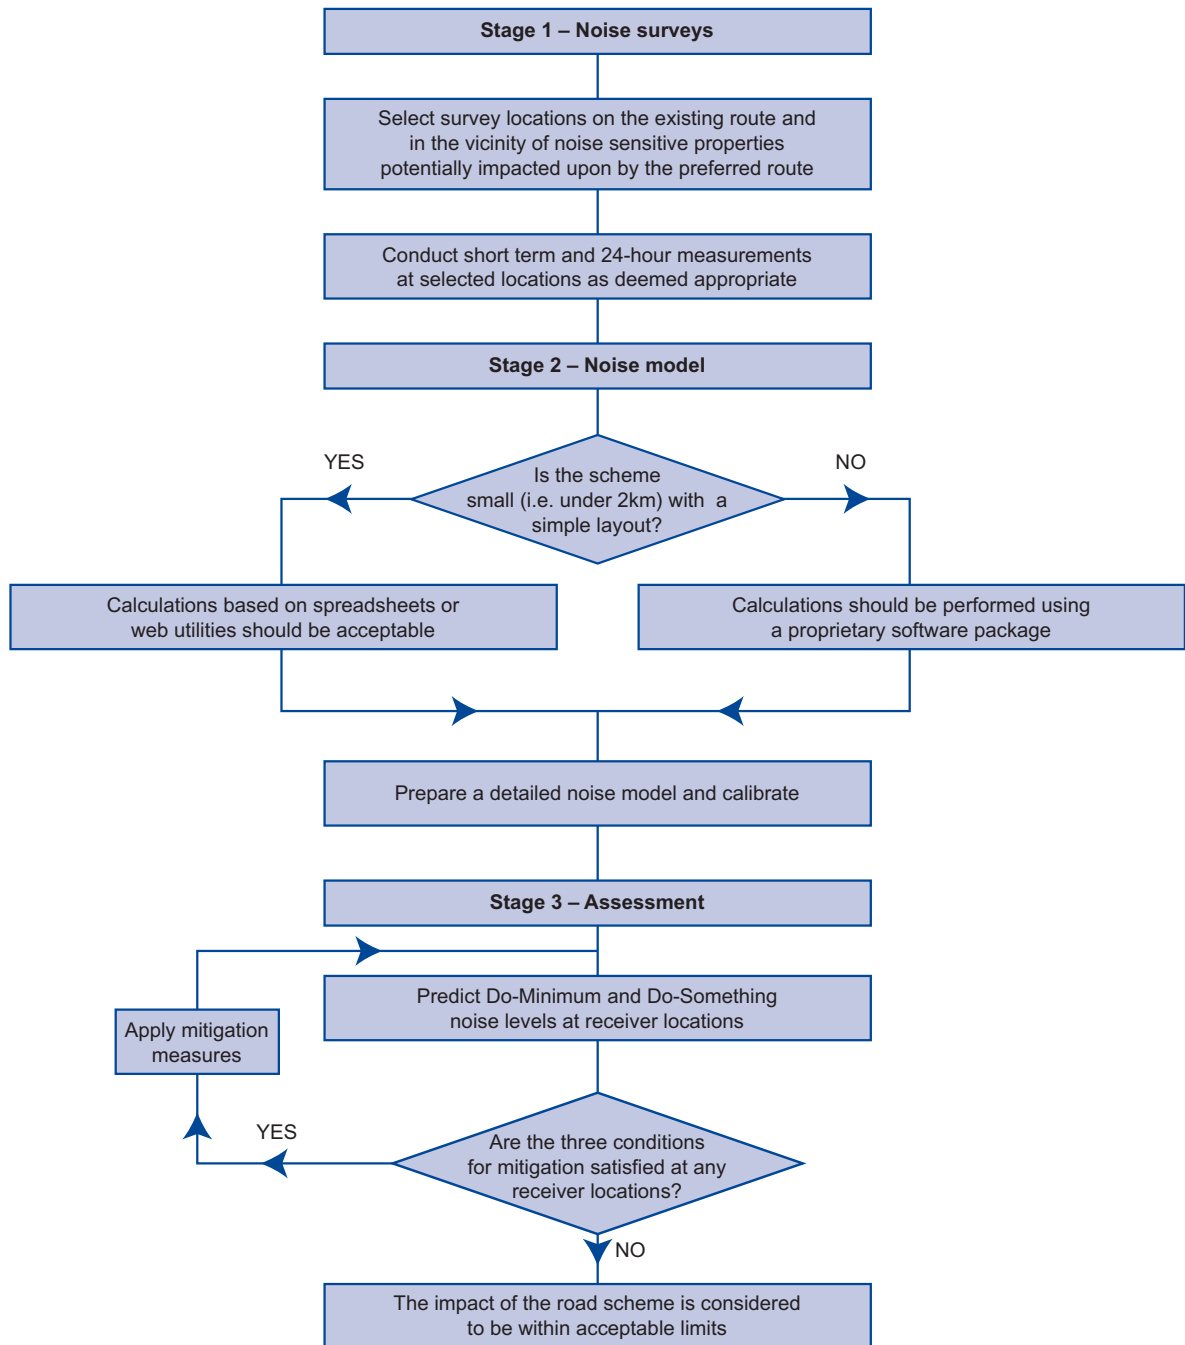 Stage 1 – Noise surveys
Select survey locations on the existing route and
in the vicinity of noise sensitive properties
potentially impacted upon by the preferred route
Conduct short term and 24-hour measurements
at selected locations as deemed appropriate
Stage 2 – Noise model
YES
NO
Is the scheme
small (i.e. under 2km) with a
simple layout?
Calculations based on spreadsheets or
web utilities should be acceptable
Calculations should be performed using
a proprietary software package
Prepare a detailed noise model and calibrate
Stage 3 – Assessment
Predict Do-Minimum and Do-Something
noise levels at receiver locations
Apply mitigation
measures
YES
Are the three conditions
for mitigation satisfied at any
receiver locations?
NO
The impact of the road scheme is considered
to be within acceptable limits